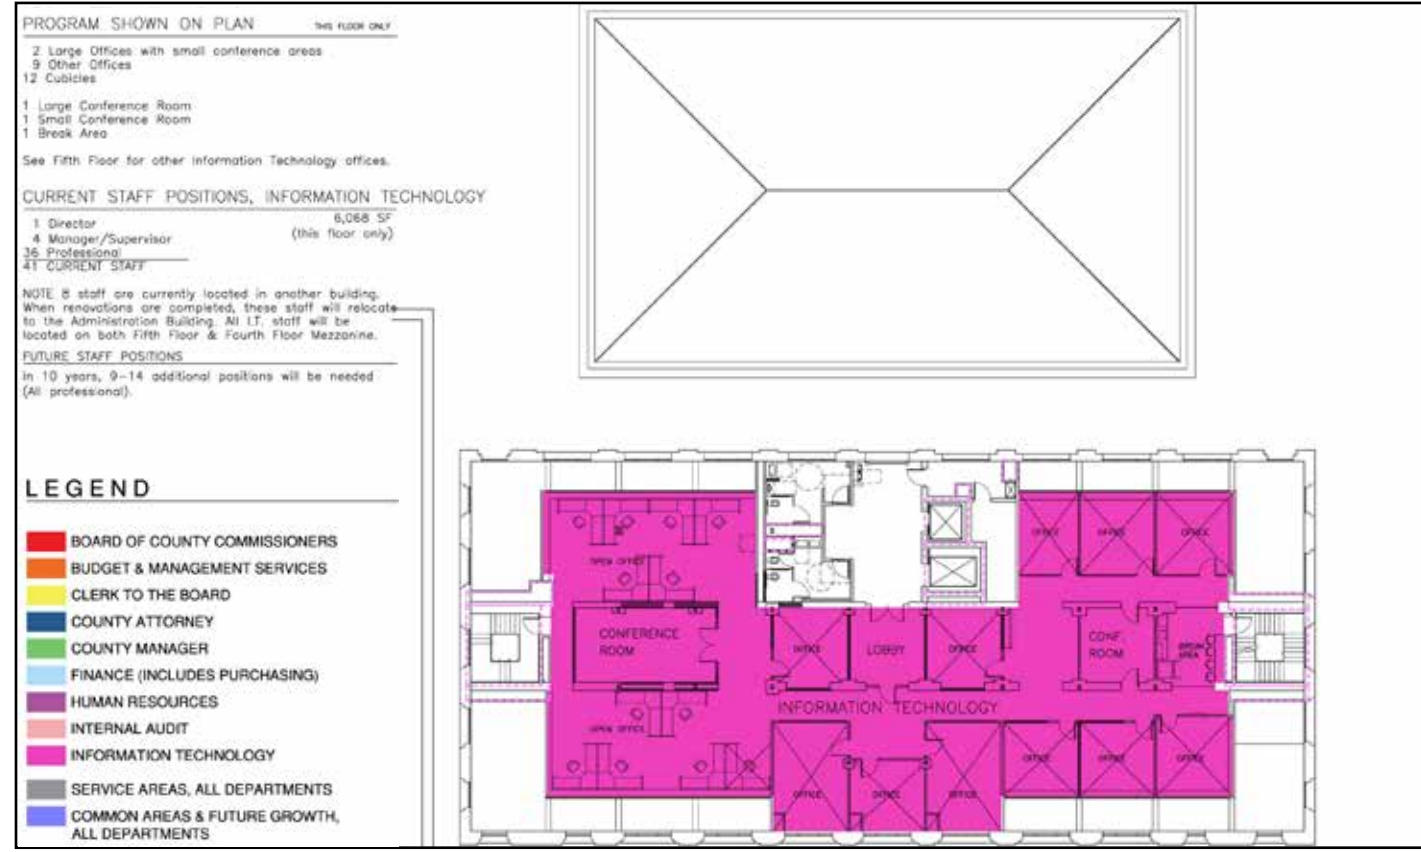 PROGRAM SHOWN ON PLAN THIS FLOOR ONLY
2 Large Offices with small conference areas
9 Other Offices
12 Cubicles
1 Large Conference Room
1 Small Conference Room
1 Break Area
See Fifth Floor for other Information Technology offices.
CURRENT STAFF POSITIONS, INFORMATION TECHNOLOGY
1 Director 6,068 SF
4 Manager/Supervisor (this floor only)
36 Professional
41 CURRENT STAFF
NOTE 8 staff are currently located in another building.
When renovations are completed, these staff will relocate
to the Administration Building. All I.T. staff will be
located on both Fifth Floor & Fourth Floor Mezzanine.
FUTURE STAFF POSITIONS
In 10 years, 9-14 additional positions will be needed
(All professional).
LEGEND
BOARD OF COUNTY COMMISSIONERS
BUDGET & MANAGEMENT SERVICES
CLERK TO THE BOARD
COUNTY ATTORNEY
COUNTY MANAGER
FINANCE (INCLUDES PURCHASING)
HUMAN RESOURCES
INTERNAL AUDIT
INFORMATION TECHNOLOGY
SERVICE AREAS, ALL DEPARTMENTS
COMMON AREAS & FUTURE GROWTH,
ALL DEPARTMENTS
OFFICE OFFICE OFFICE
OPEN OFFICE
CONFERENCE
ROOM
OFFICE
LOBBY
OFFICE
CONF.
ROOM
BREAK
AREA
INFORMATION TECHNOLOGY
OPEN OFFICE
OFFICE OFFICE OFFICE
OFFICE OFFICE OFFICE